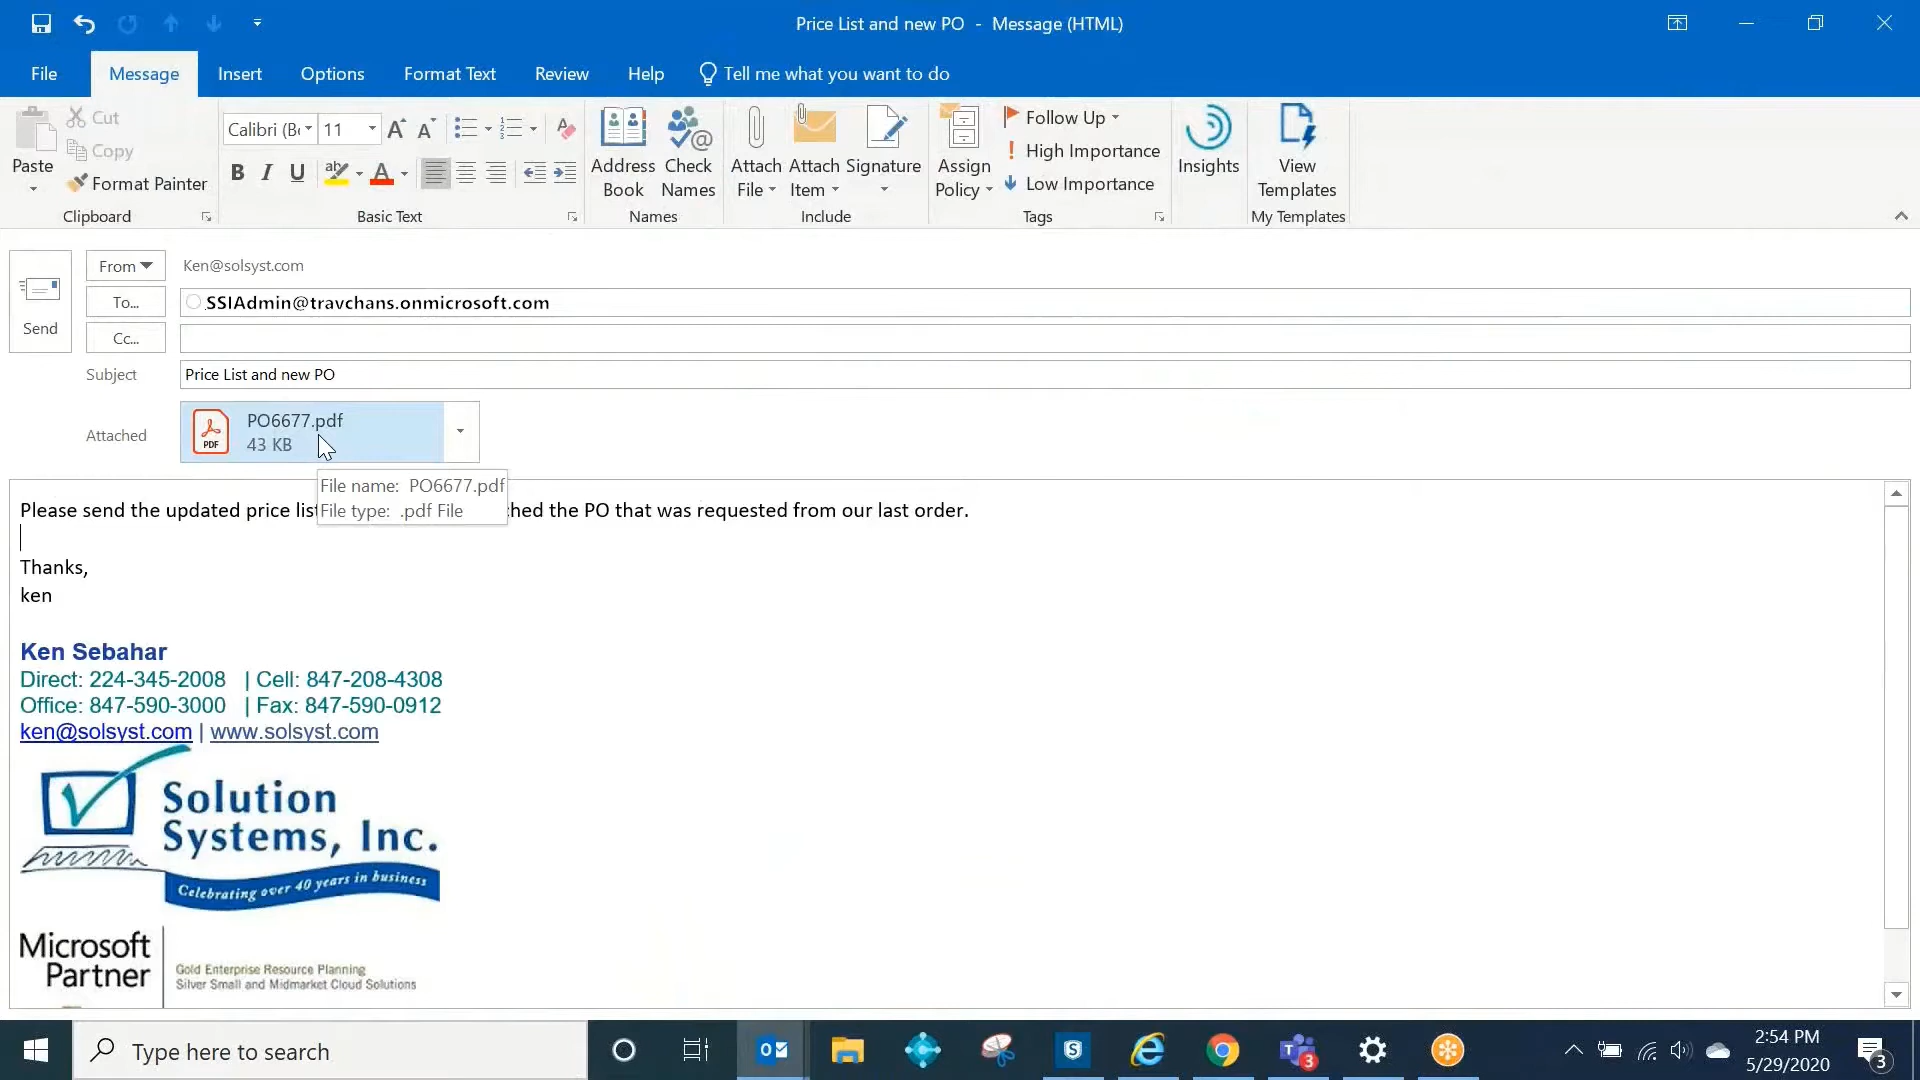 Price List and new PO - Message (HTML)
File Message Insert Options Format Text Review Help Tell me what you want to do
Paste
Cut
Copy
Format Painter
Clipboard
Calibri (B 11
Basic Text
Address Book
Check Names
Names
Attach File
Attach Item
Signature
Include
Assign Policy
Follow Up
High Importance
Low Importance
Tags
Insights
View Templates
My Templates
Send
From Ken@solsyst.com
To... SSIAdmin@travchans.onmicrosoft.com
Cc...
Subject Price List and new PO
Attached
PDF
PO6677.pdf
43 KB
File name: PO6677.pdf
File type: .pdf File
Please send the updated price list hed the PO that was requested from our last order.
Thanks,
ken
Ken Sebahar
Direct: 224-345-2008 | Cell: 847-208-4308
Office: 847-590-3000 | Fax: 847-590-0912
ken@solsyst.com | www.solsyst.com
Solution
Systems, Inc.
Celebrating over 40 years in business
Microsoft
Partner
Gold Enterprise Resource Planning
Silver Small and Midmarket Cloud Solutions
Type here to search
3
2:54 PM
5/29/2020
3